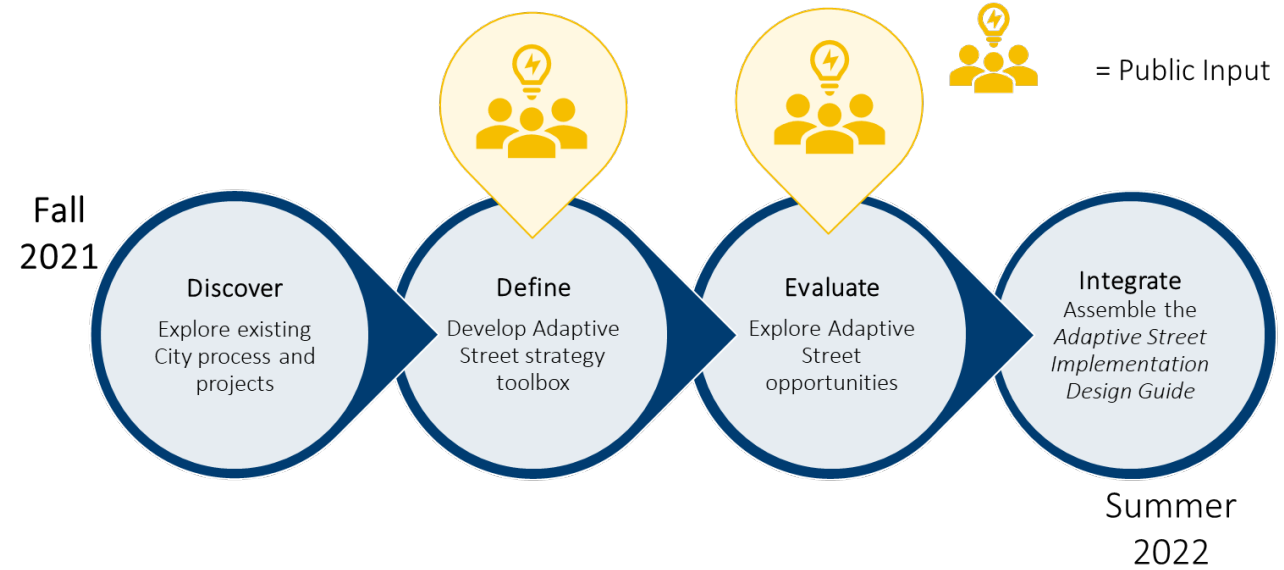 = Public Input
Fall
2021
Discover
Explore existing
City process and
projects
Define
Develop Adaptive
Street strategy
toolbox
Evaluate
Explore Adaptive
Street
opportunities
Integrate
Assemble the
Adaptive Street
Implementation
Design Guide
Summer
2022